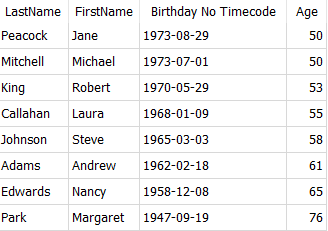 LastName FirstName Birthday No Timecode Age
Peacock Jane 1973-08-29 50
Mitchell Michael 1973-07-01 50
King Robert 1970-05-29 53
Callahan Laura 1968-01-09 55
Johnson Steve 1965-03-03 58
Adams Andrew 1962-02-18 61
Edwards Nancy 1958-12-08 65
Park Margaret 1947-09-19 76